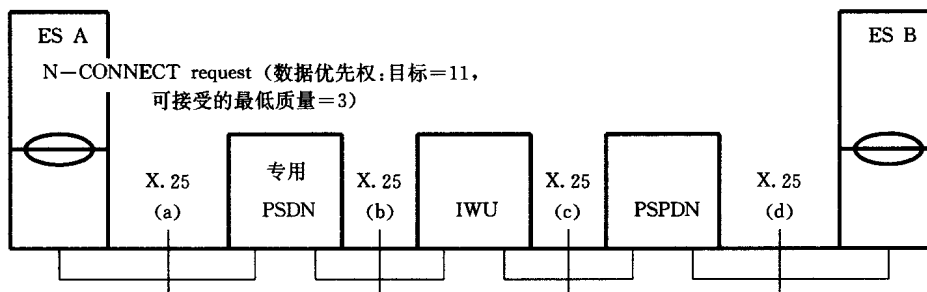 ES A
ES B
N-CONNECT request (数据优先权:目标=11,
可接受的最低质量=3)
X.25
(a)
专用
PSDN
X.25
(b)
IWU
X.25
(c)
PSPDN
X.25
(d)